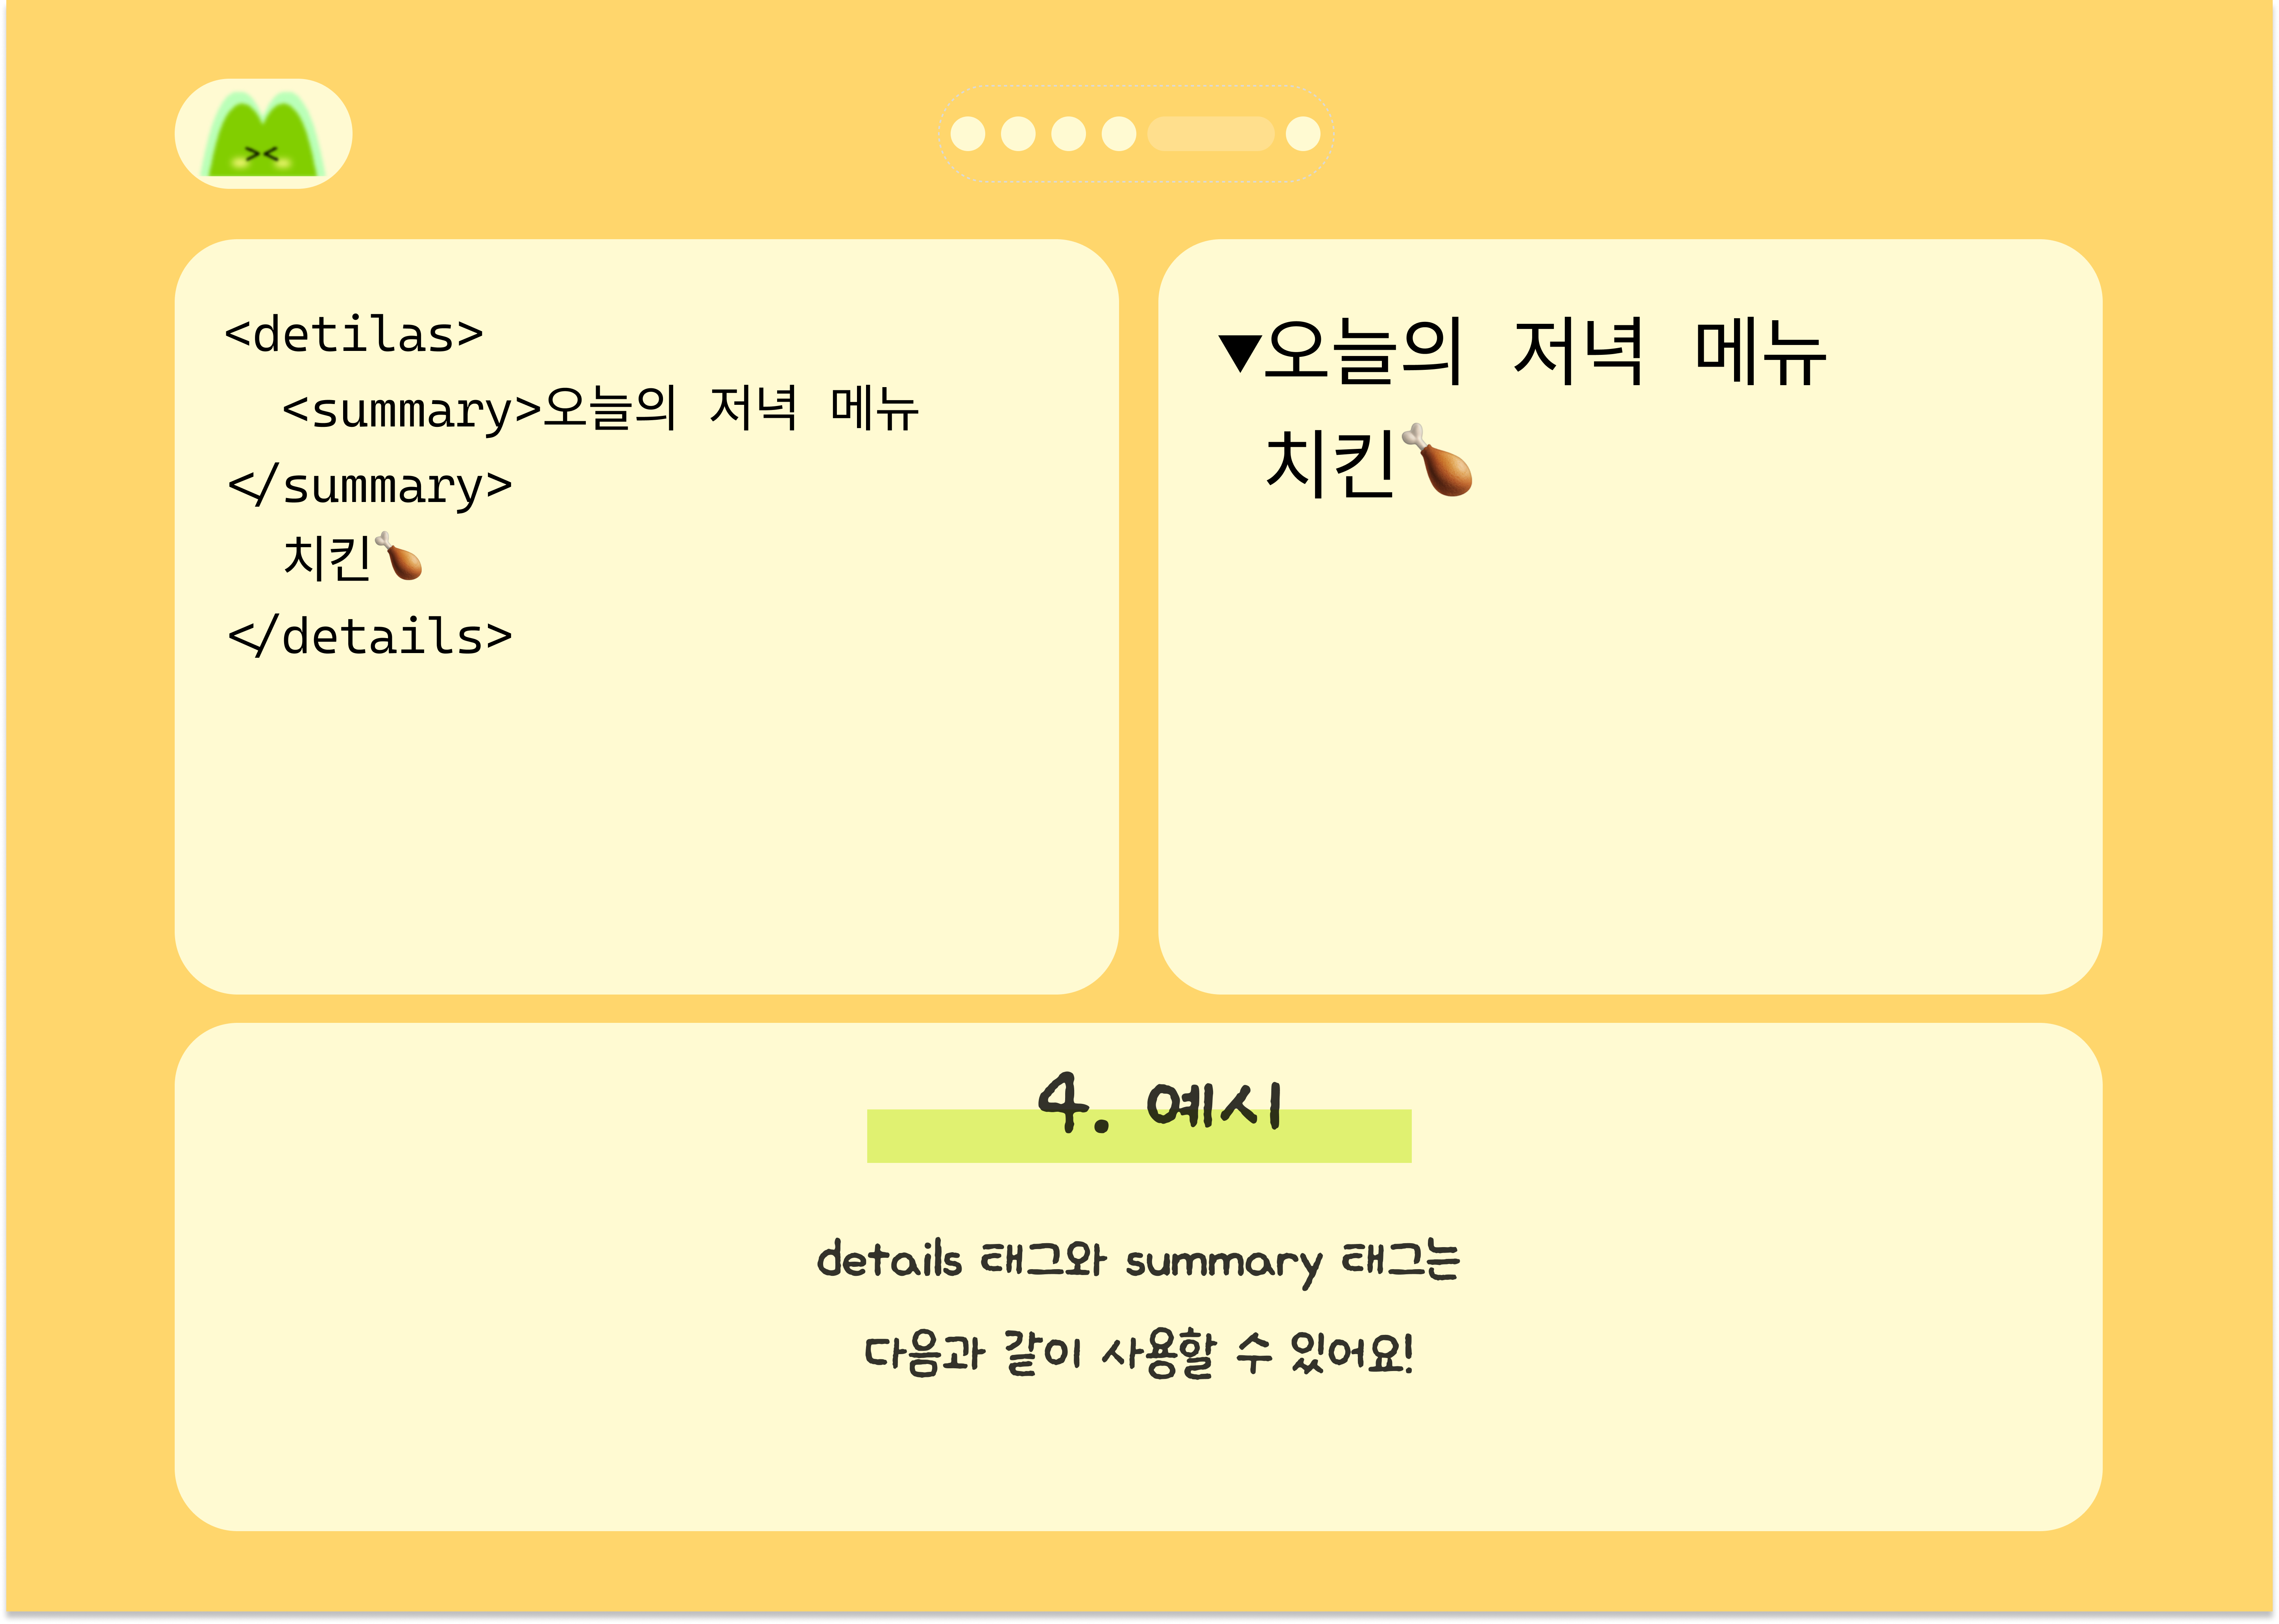 <detilas>
<summary>오늘의 저녁 메뉴
</summary>
치킨🍗
</details>
▼오늘의 저녁 메뉴
치킨🍗
4. 예시
details 태그와 summary 태그는
다음과 같이 사용할 수 있어요!